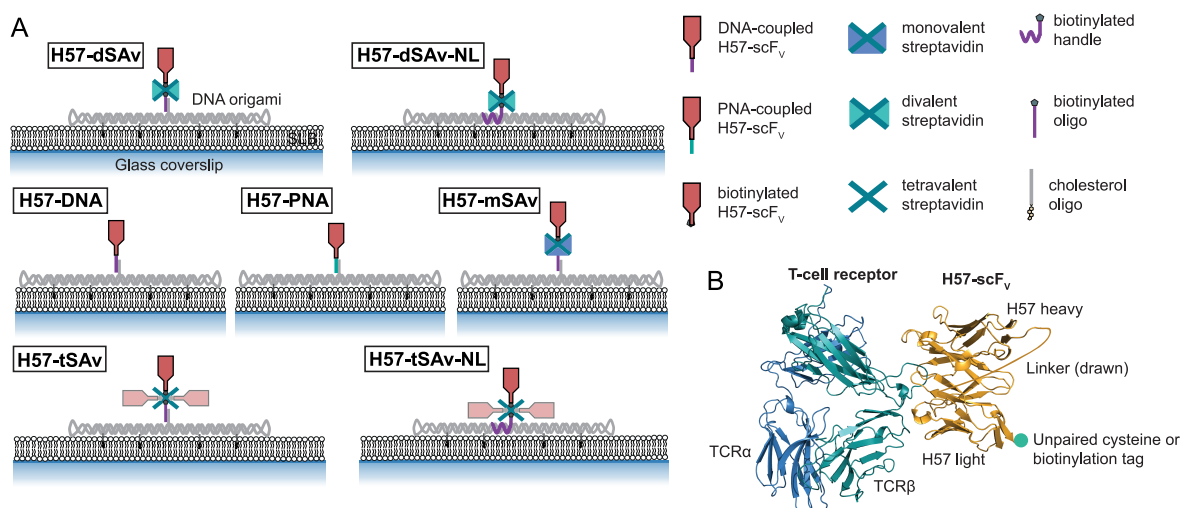 A
H57-dSAv
H57-dSAv-NL
DNA origami
SLB
Glass coverslip
H57-DNA
H57-PNA
H57-mSAv
H57-tSAv
H57-tSAv-NL
DNA-coupled
H57-scFV
PNA-coupled
H57-scFV
biotinylated
H57-scFV
monovalent
streptavidin
divalent
streptavidin
tetravalent
streptavidin
biotinylated
handle
biotinylated
oligo
cholesterol
oligo
B
T-cell receptor
H57-scFV
H57 heavy
Linker (drawn)
Unpaired cysteine or
biotinylation tag
H57 light
TCRα
TCRβ